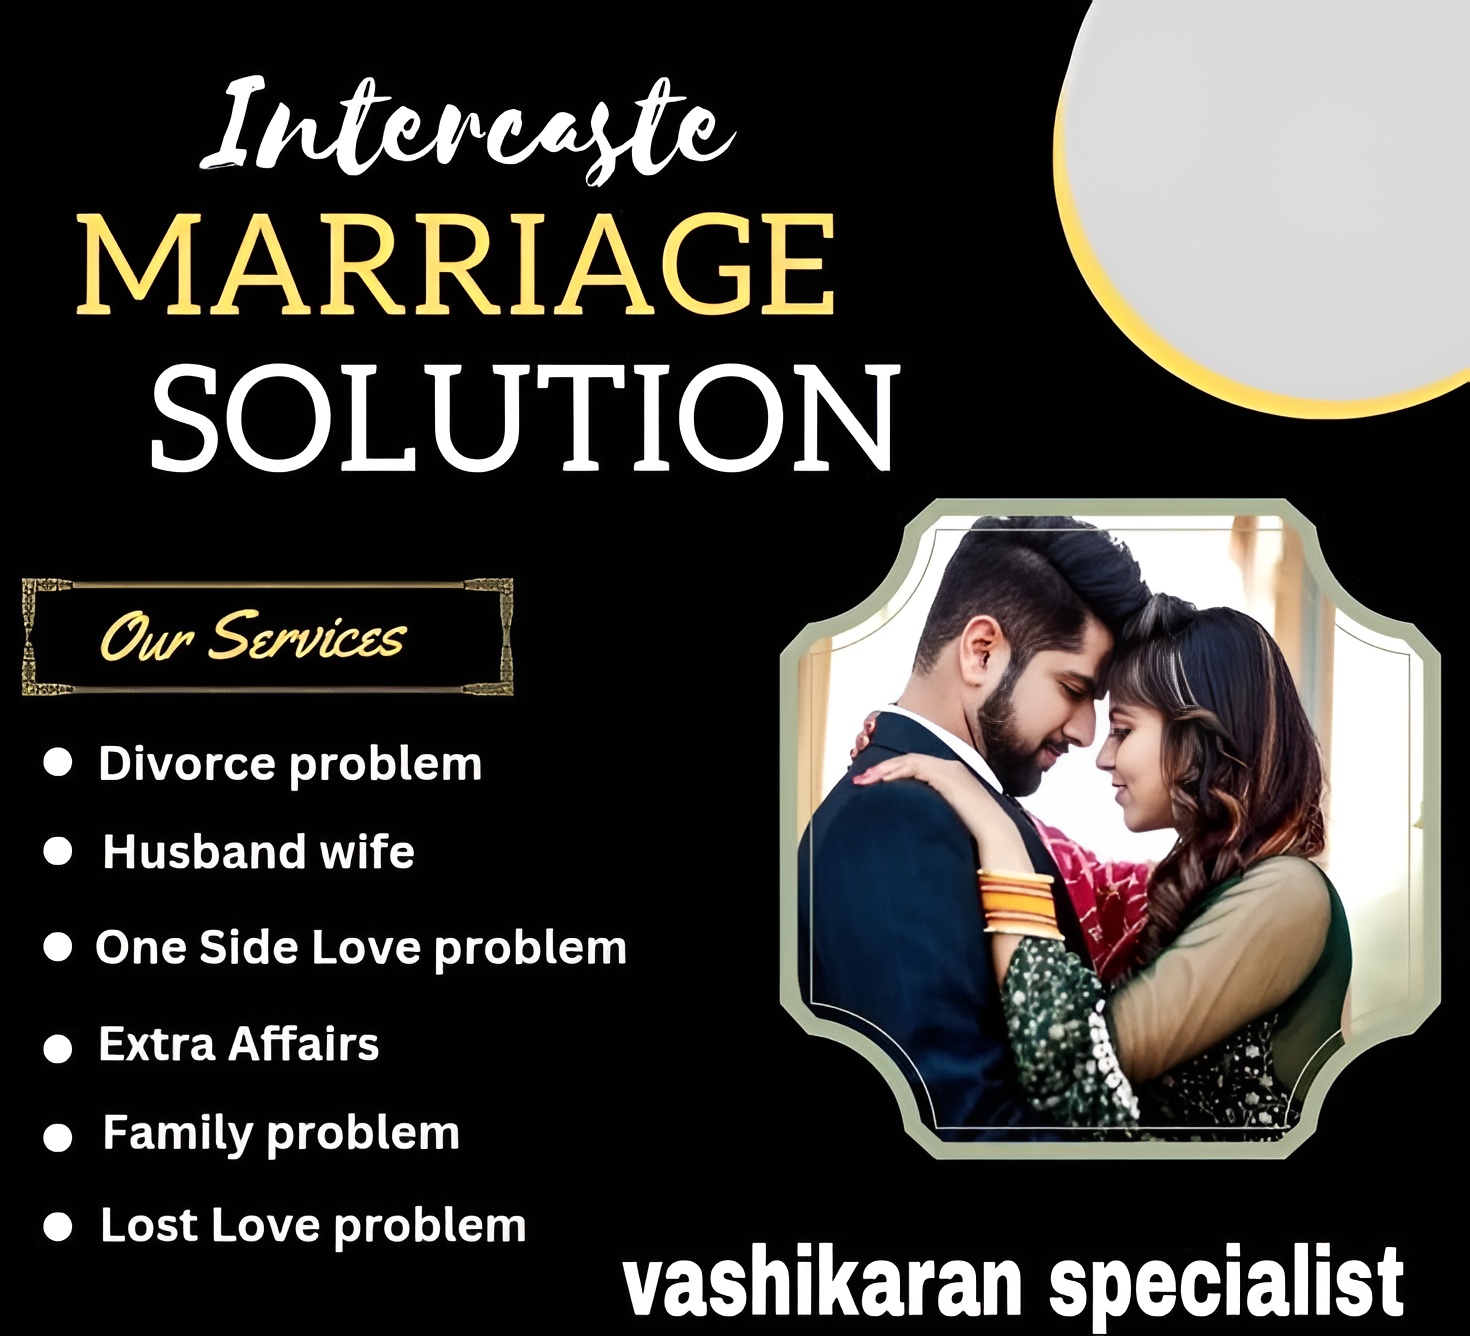 Intercaste
MARRIAGE
SOLUTION
Our Services
Divorce problem
Husband wife
One Side Love problem
Extra Affairs
Family problem
Lost Love problem
vashikaran specialist